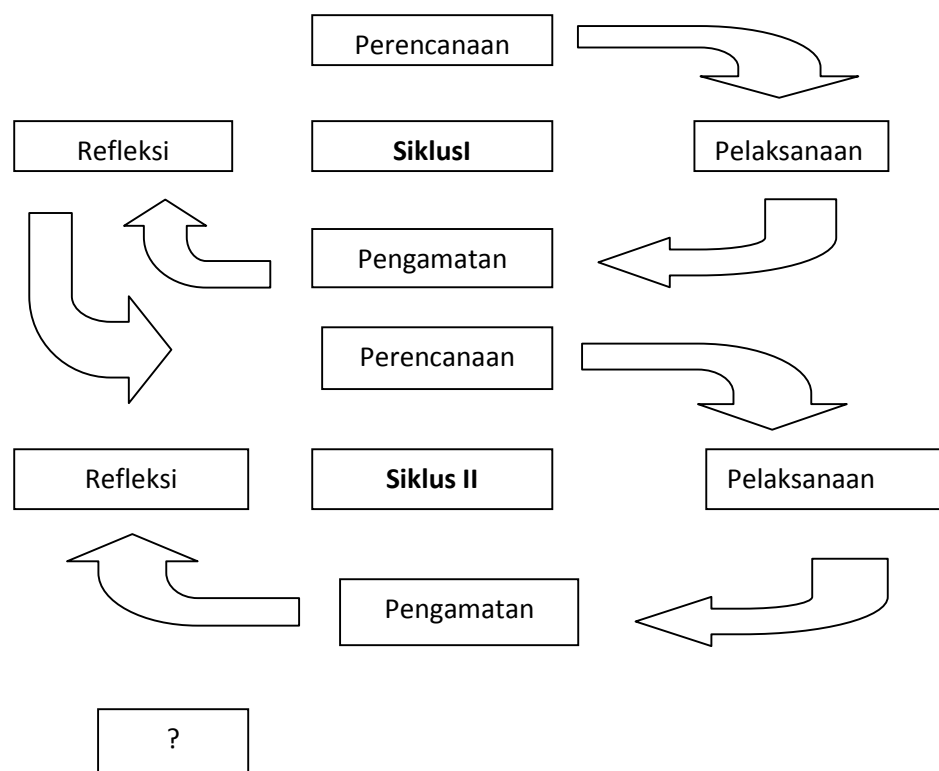 Perencanaan
Refleksi
SiklusI
Pelaksanaan
Pengamatan
Perencanaan
Refleksi
Siklus II
Pelaksanaan
Pengamatan
?